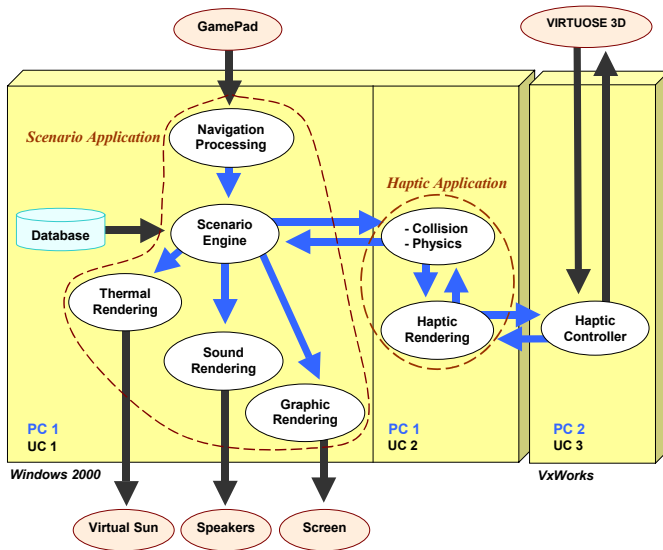 GamePad
VIRTUOSE 3D
Scenario Application
Navigation
Processing
Haptic Application
Database
Scenario
Engine
- Collision
- Physics
Thermal
Rendering
Haptic
Rendering
Haptic
Controller
Sound
Rendering
Graphic
Rendering
PC 1
UC 1
PC 1
UC 2
PC 2
UC 3
Windows 2000
VxWorks
Virtual Sun
Speakers
Screen